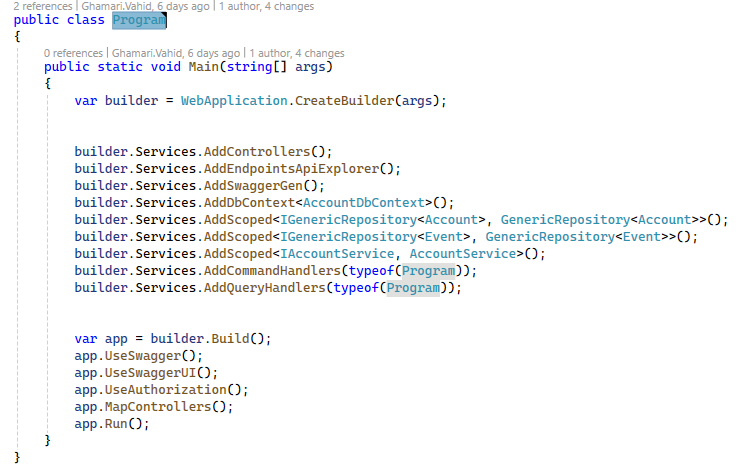 2 references | Ghamari.Vahid, 6 days ago | 1 author, 4 changes
public class Program
{
0 references | Ghamari.Vahid, 6 days ago | 1 author, 4 changes
public static void Main(string[] args)
{
var builder = WebApplication.CreateBuilder(args);
builder.Services.AddControllers();
builder.Services.AddEndpointsApiExplorer();
builder.Services.AddSwaggerGen();
builder.Services.AddDbContext<AccountDbContext>();
builder.Services.AddScoped<IGenericRepository<Account>, GenericRepository<Account>>();
builder.Services.AddScoped<IGenericRepository<Event>, GenericRepository<Event>>();
builder.Services.AddScoped<IAccountService, AccountService>();
builder.Services.AddCommandHandlers(typeof(Program));
builder.Services.AddQueryHandlers(typeof(Program));
var app = builder.Build();
app.UseSwagger();
app.UseSwaggerUI();
app.UseAuthorization();
app.MapControllers();
app.Run();
}
}